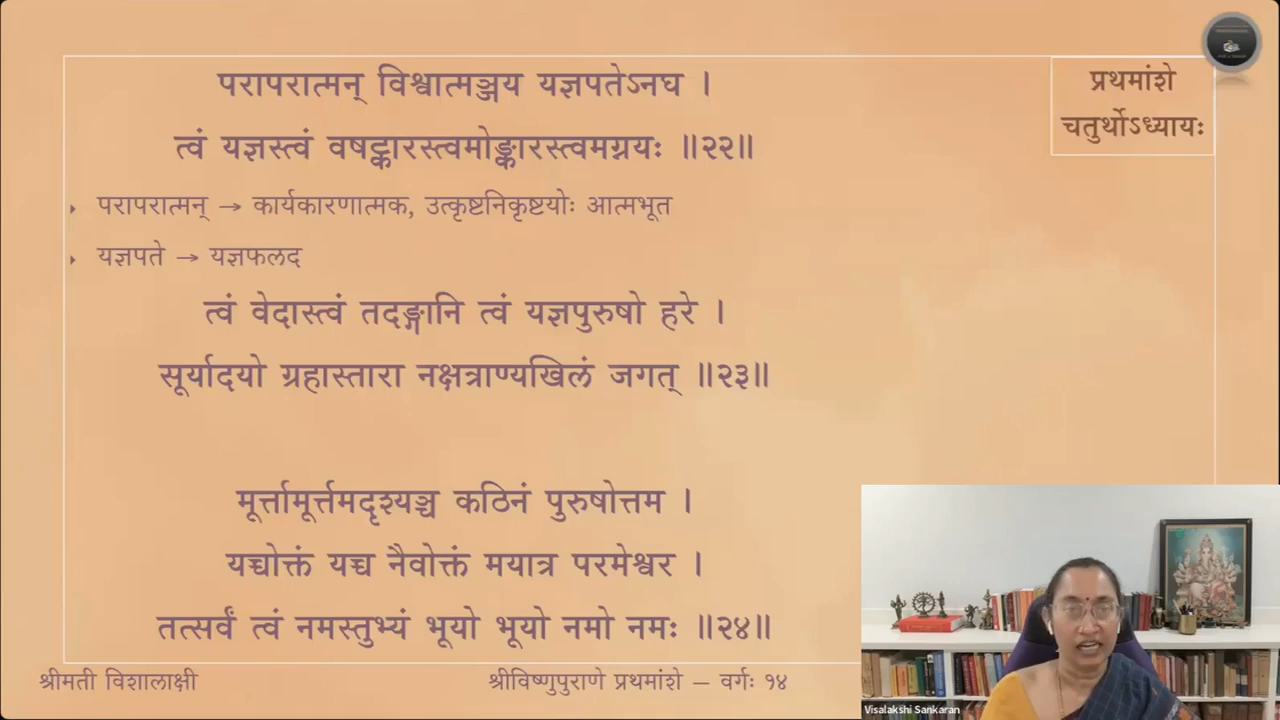 परापरात्मन् विश्वात्मञ्जय यज्ञपतेऽनघ ।
त्वं यज्ञस्त्वं वषट्कारस्त्वमोङ्कारस्त्वमग्नयः ॥२२॥
परापरात्मन् → कार्यकारणात्मक, उत्कृष्टनिकृष्टयोः आत्मभूत
यज्ञपते → यज्ञफलद
त्वं वेदास्त्वं तदङ्गानि त्वं यज्ञपुरुषो हरे ।
सूर्यादयो ग्रहास्तारा नक्षत्राण्यखिलं जगत् ॥२३॥
मूर्त्तामूर्त्तमदृश्यञ्च कठिनं पुरुषोत्तम ।
यच्चोक्तं यच्च नैवोक्तं मयात्र परमेश्वर ।
तत्सर्वं त्वं नमस्तुभ्यं भूयो भूयो नमो नमः ॥२४॥
प्रथमांशे
चतुर्थोऽध्यायः
श्रीमती विशालाक्षी
श्रीविष्णुपुराणे प्रथमांशे – वर्गः १४
Visalakshi Sankaran